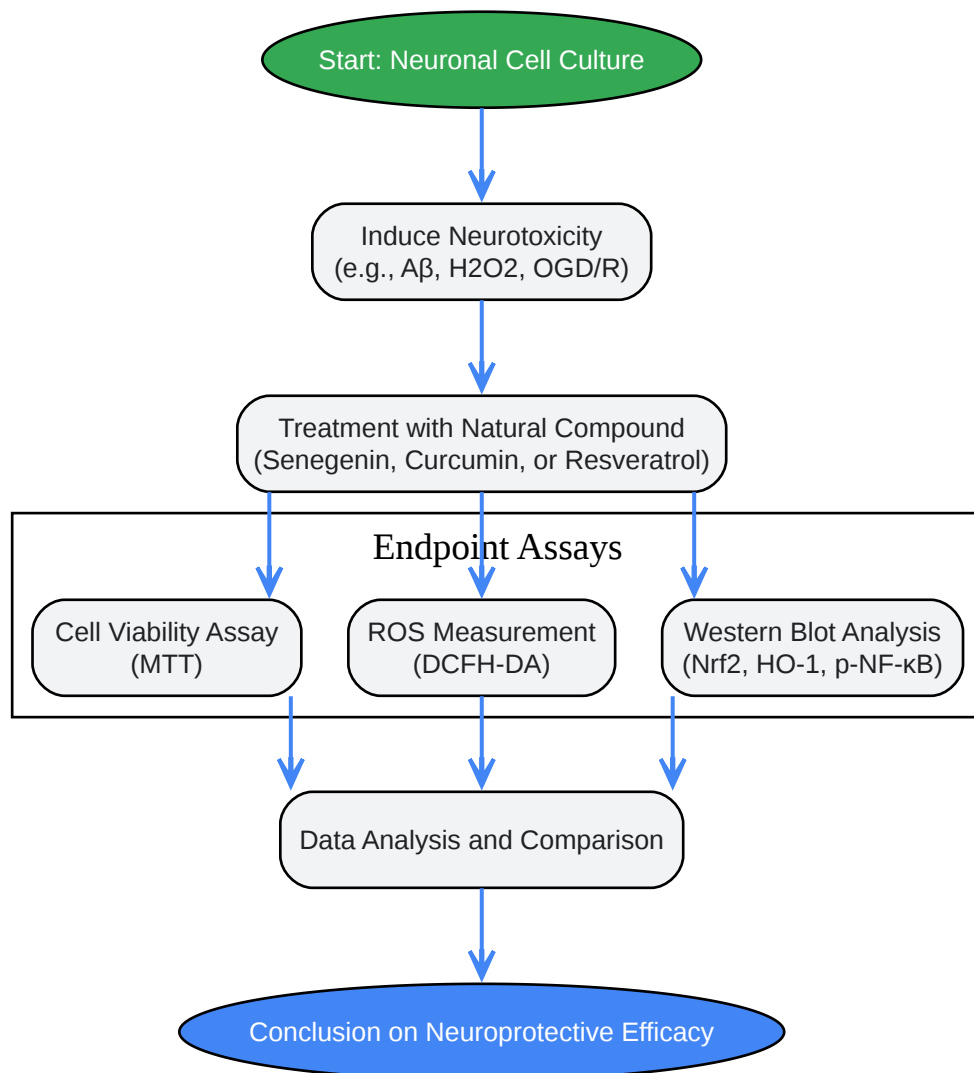 Start: Neuronal Cell Culture
Induce Neurotoxicity
(e.g., Aβ, H2O2, OGD/R)
Treatment with Natural Compound
(Senegenin, Curcumin, or Resveratrol)
Endpoint Assays
Cell Viability Assay
(MTT)
ROS Measurement
(DCFH-DA)
Western Blot Analysis
(Nrf2, HO-1, p-NF-κB)
Data Analysis and Comparison
Conclusion on Neuroprotective Efficacy